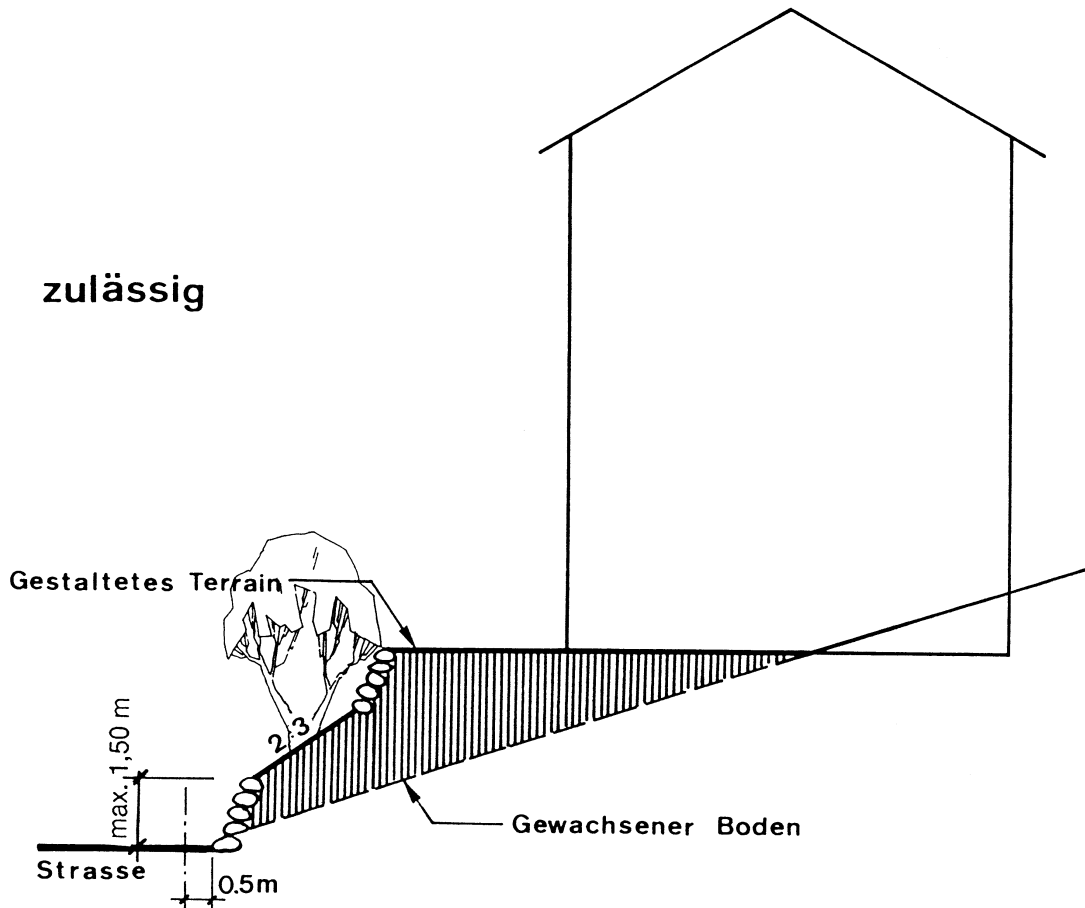 zulässig
Gestaltetes Terrain
2:3
max. 1,50 m
Gewachsener Boden
Strasse
0.5m